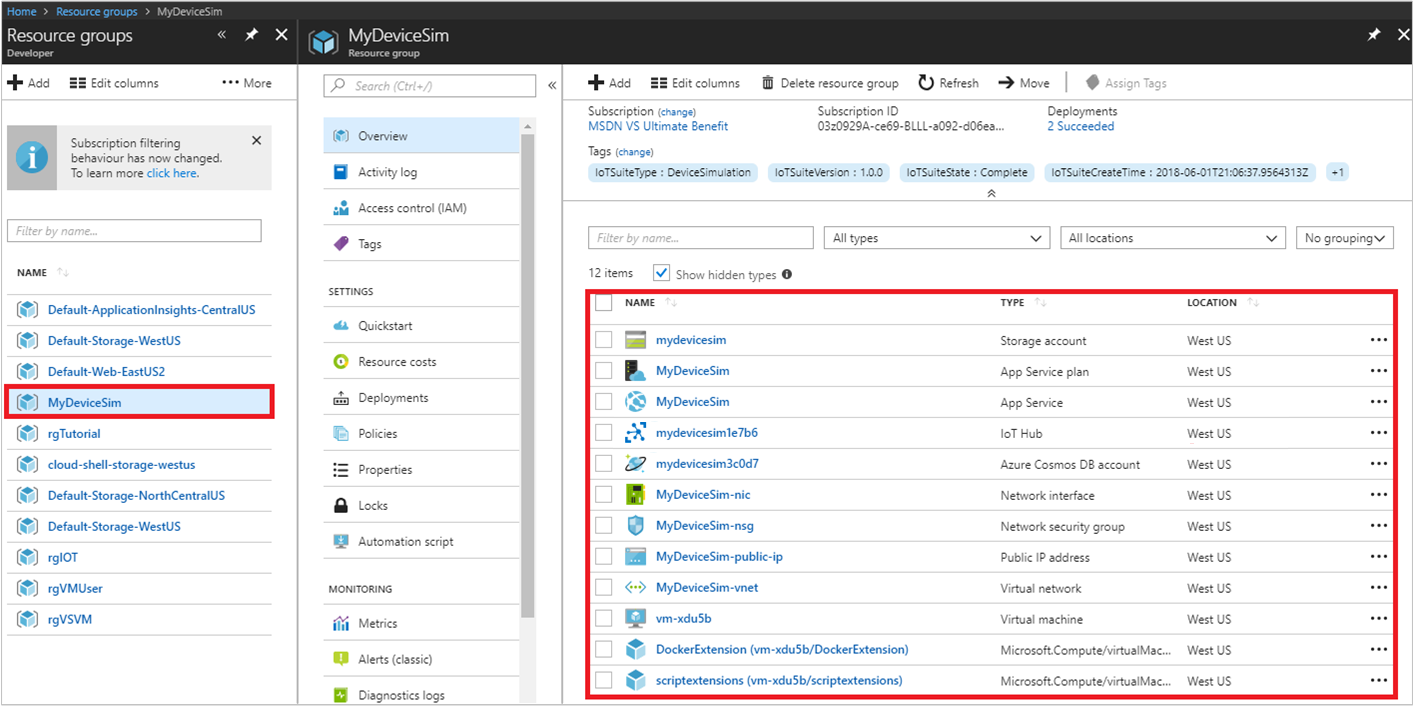 Home > Resource groups > MyDeviceSim
Resource groups
Developer
Add
Edit columns
More
Subscription filtering
behaviour has now changed.
To learn more click here.
Filter by name...
NAME
Default-ApplicationInsights-CentralUS
Default-Storage-WestUS
Default-Web-EastUS2
MyDeviceSim
rgTutorial
cloud-shell-storage-westus
Default-Storage-NorthCentralUS
Default-Storage-WestUS
rgIOT
rgVMUser
rgVSVM
MyDeviceSim
Resource group
Search (Ctrl+/)
Overview
Activity log
Access control (IAM)
Tags
SETTINGS
Quickstart
Resource costs
Deployments
Policies
Properties
Locks
Automation script
MONITORING
Metrics
Alerts (classic)
Diagnostics logs
Add Edit columns Delete resource group Refresh Move Assign Tags
Subscription (change) Subscription ID Deployments
MSDN VS Ultimate Benefit 03z0929A-ce69-BLLL-a092-d06ea... 2 Succeeded
Tags (change)
IoTSuiteType : DeviceSimulation IoTSuiteVersion : 1.0.0 IoTSuiteState : Complete IoTSuiteCreateTime : 2018-06-01T21:06:37.9564313Z +1
Filter by name... All types All locations No grouping
12 items Show hidden types
NAME TYPE LOCATION
mydevicesim Storage account West US
MyDeviceSim App Service plan West US
MyDeviceSim App Service West US
mydevicesim1e7b6 IoT Hub West US
mydevicesim3c0d7 Azure Cosmos DB account West US
MyDeviceSim-nic Network interface West US
MyDeviceSim-nsg Network security group West US
MyDeviceSim-public-ip Public IP address West US
MyDeviceSim-vnet Virtual network West US
vm-xdu5b Virtual machine West US
DockerExtension (vm-xdu5b/DockerExtension) Microsoft.Compute/virtualMac... West US
scriptextensions (vm-xdu5b/scriptextensions) Microsoft.Compute/virtualMac... West US